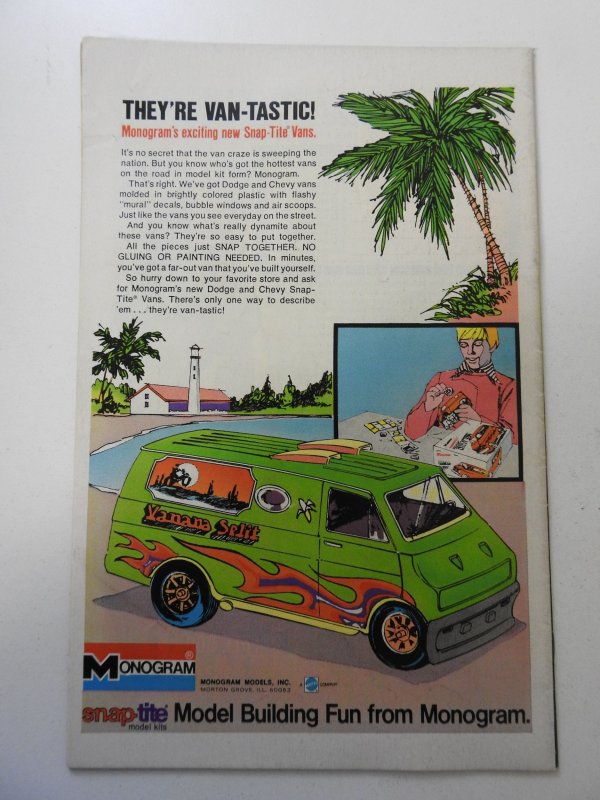 THEY'RE VAN-TASTIC!
Monogram's exciting new Snap-Tite® Vans.
It's no secret that the van craze is sweeping the
nation. But you know who's got the hottest vans
on the road in model kit form? Monogram.
That's right. We've got Dodge and Chevy vans
molded in brightly colored plastic with flashy
"mural" decals, bubble windows and air scoops.
Just like the vans you see everyday on the street.
And you know what's really dynamite about
these vans? They're so easy to put together.
All the pieces just SNAP TOGETHER. NO
GLUING OR PAINTING NEEDED. In minutes,
you've got a far-out van that you've built yourself.
So hurry down to your favorite store and ask
for Monogram's new Dodge and Chevy Snap-
Tite® Vans. There's only one way to describe
'em . . . they're van-tastic!
Vanana Split
MONOGRAM®
MONOGRAM MODELS, INC.
MORTON GROVE, ILL. 60053
A MATTEL COMPANY
snap-tite®
model kits
Model Building Fun from Monogram.